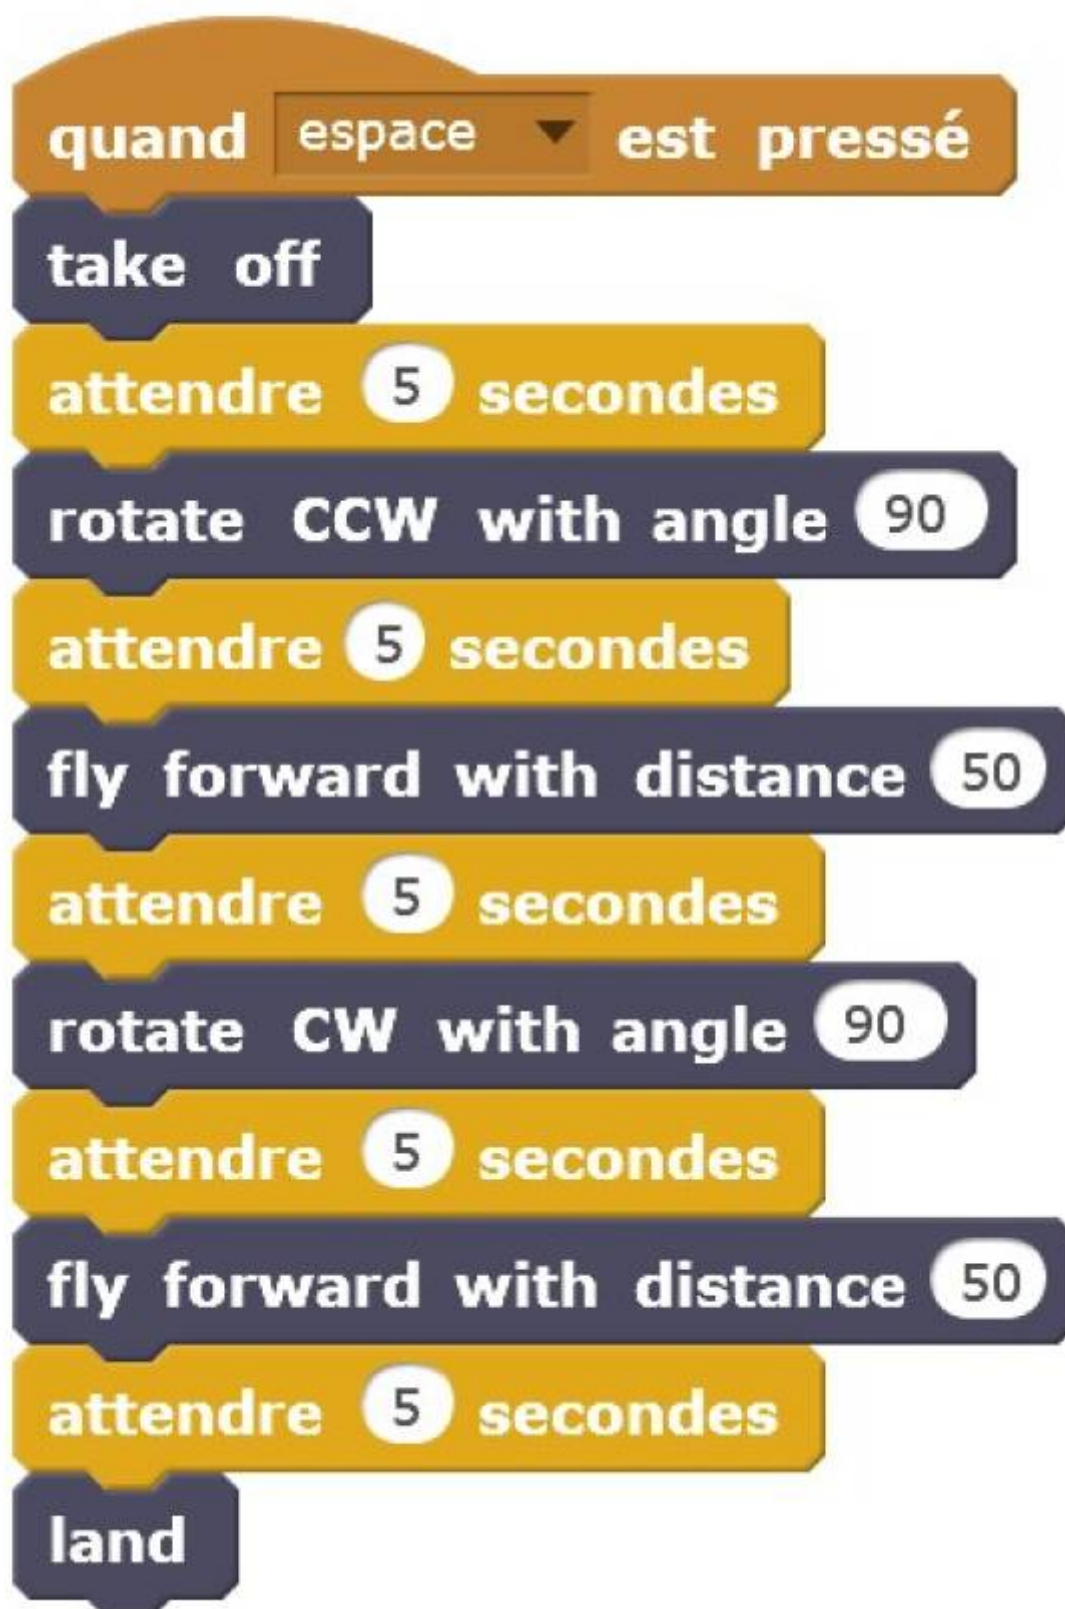 quand espace est pressé
take off
attendre 5 secondes
rotate CCW with angle 90
attendre 5 secondes
fly forward with distance 50
attendre 5 secondes
rotate CW with angle 90
attendre 5 secondes
fly forward with distance 50
attendre 5 secondes
land